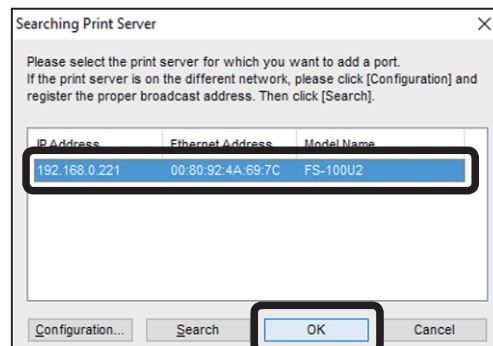 Searching Print Server
Please select the print server for which you want to add a port.
If the print server is on the different network, please click [Configuration] and
register the proper broadcast address. Then click [Search].
IP Address Ethernet Address Model Name
192.168.0.221 00:80:92:4A:69:7C FS-100U2
Configuration... Search OK Cancel